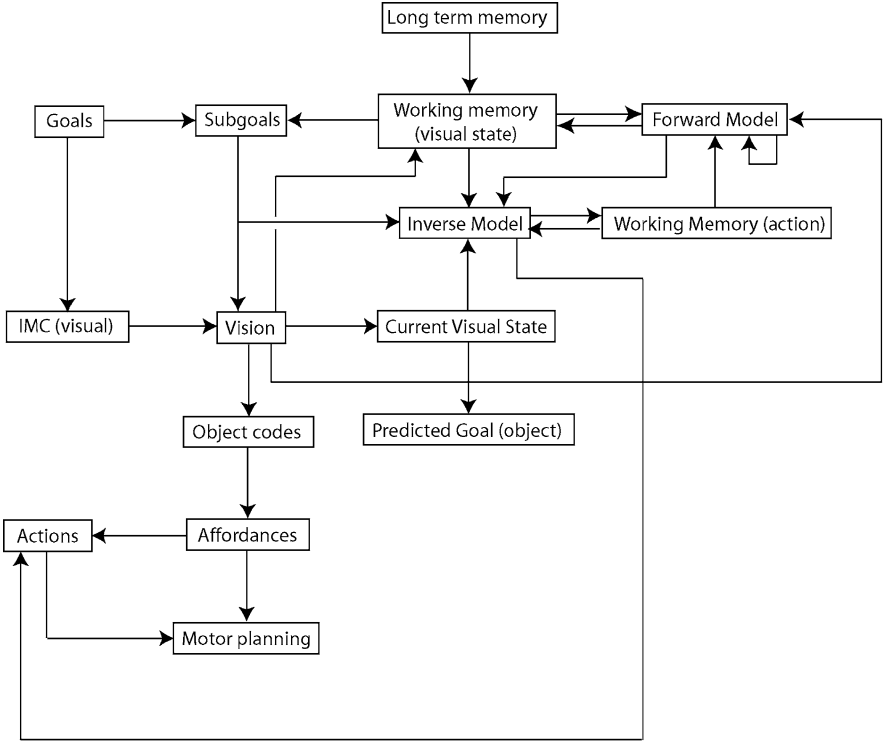 Long term memory
Goals
Subgoals
Working memory
(visual state)
Forward Model
Inverse Model
Working Memory (action)
IMC (visual)
Vision
Current Visual State
Object codes
Predicted Goal (object)
Actions
Affordances
Motor planning